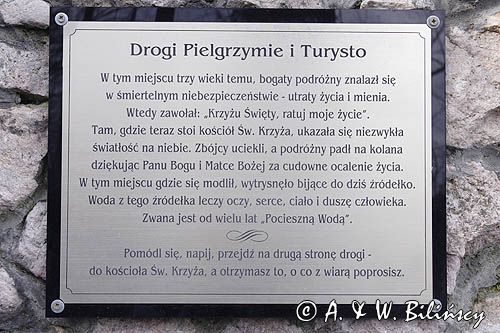 Drogi Pielgrzymie i Turysto
W tym miejscu trzy wieki temu, bogaty podróżny znalazł się
w śmiertelnym niebezpieczeństwie - utraty życia i mienia.
Wtedy zawołał: „Krzyżu Święty, ratuj moje życie".
Tam, gdzie teraz stoi kościół Św. Krzyża, ukazała się niezwykła
światłość na niebie. Zbójcy uciekli, a podróżny padł na kolana
dziękując Panu Bogu i Matce Bożej za cudowne ocalenie życia.
W tym miejscu gdzie się modlił, wytrysnęło bijące do dziś źródełko.
Woda z tego źródełka leczy oczy, serce, ciało i duszę człowieka.
Zwana jest od wielu lat „Pocieszną Wodą".
Pomódl się, napij, przejdź na drugą stronę drogi -
do kościoła Św. Krzyża, a otrzymasz to, o co z wiarą poprosisz.
© A. & W. Bilińscy